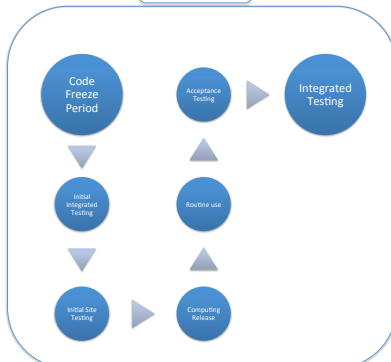 Code
Freeze
Period
Initial
Integrated
Testing
Initial Site
Testing
Computing
Release
Routine use
Acceptance
Testing
Integrated
Testing